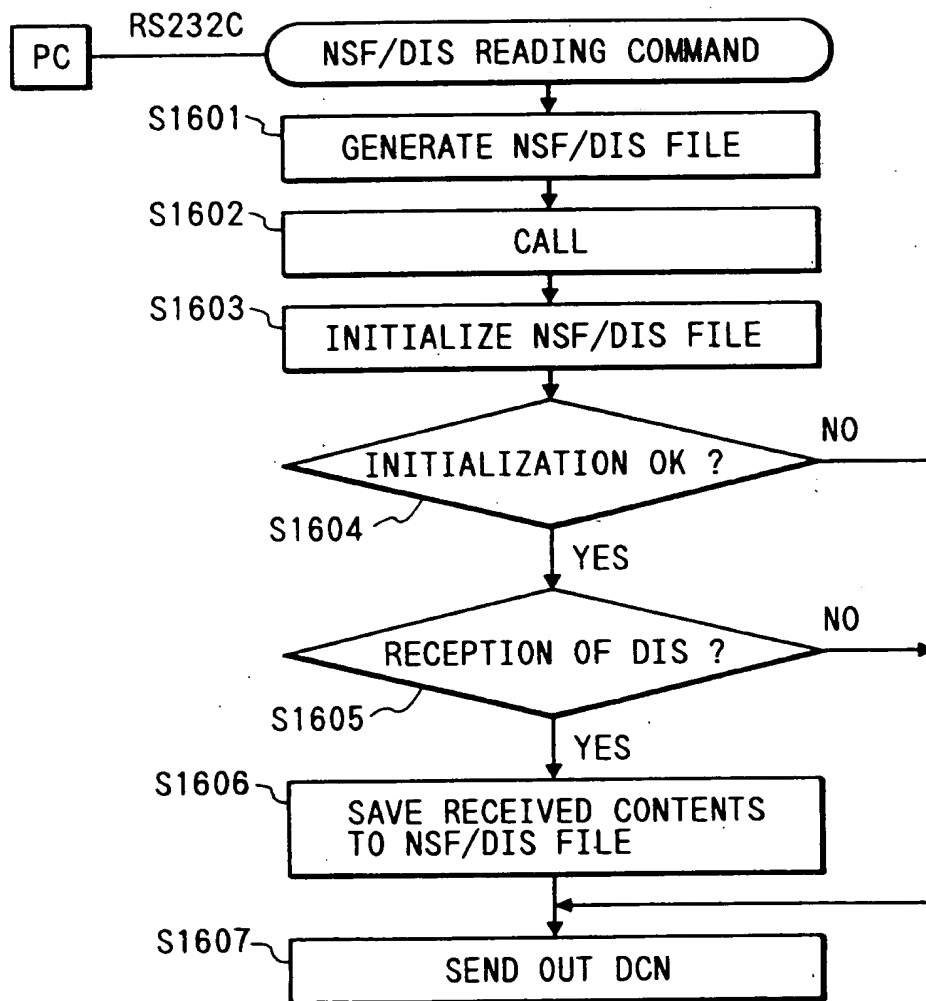 RS232C
PC
NSF/DIS READING COMMAND
S1601
GENERATE NSF/DIS FILE
S1602
CALL
S1603
INITIALIZE NSF/DIS FILE
NO
INITIALIZATION OK ?
S1604
YES
NO
RECEPTION OF DIS ?
S1605
YES
S1606
SAVE RECEIVED CONTENTS
TO NSF/DIS FILE
S1607
SEND OUT DCN